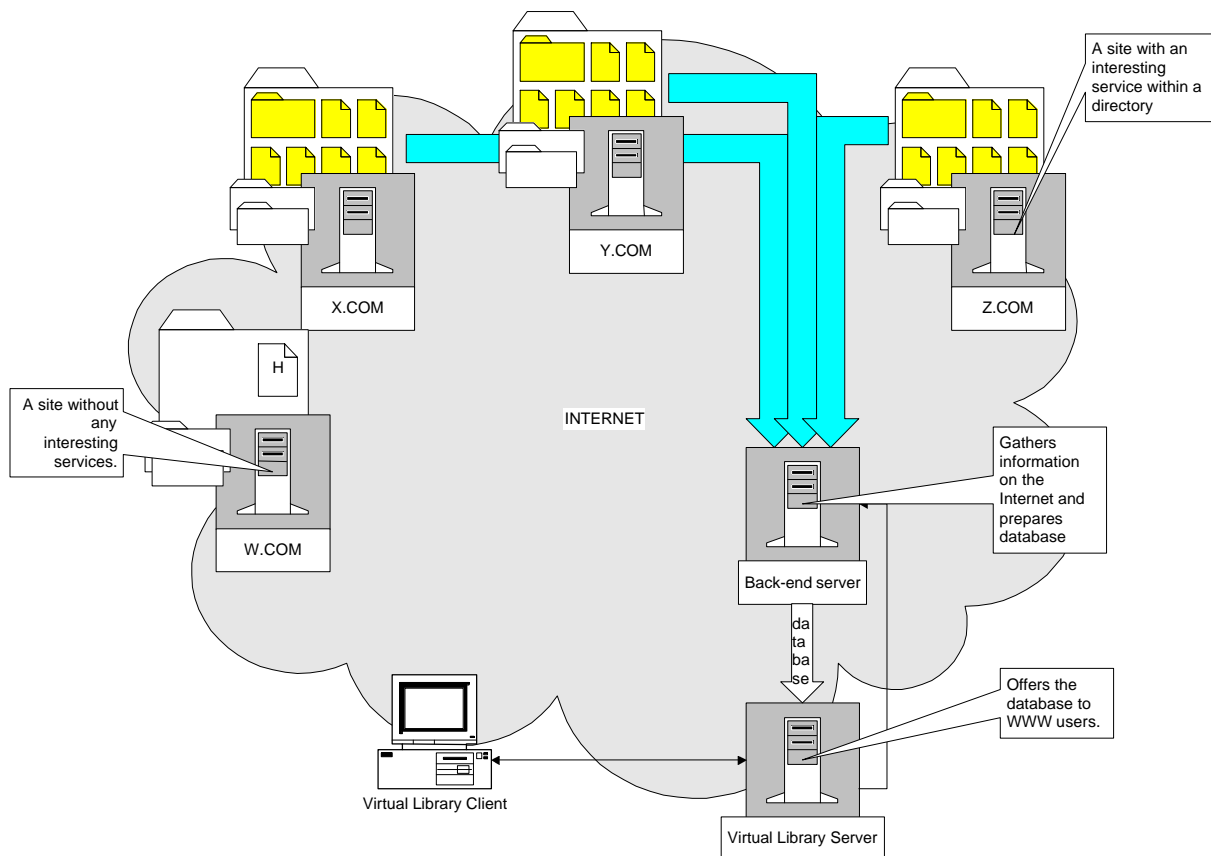 A site with an
interesting
service within a
directory
Y.COM
X.COM
Z.COM
H
A site without
any
interesting
services.
INTERNET
Gathers
information
on the
Internet and
prepares
database
W.COM
Back-end server
da
ta
ba
se
Offers the
database to
WWW users.
Virtual Library Client
Virtual Library Server